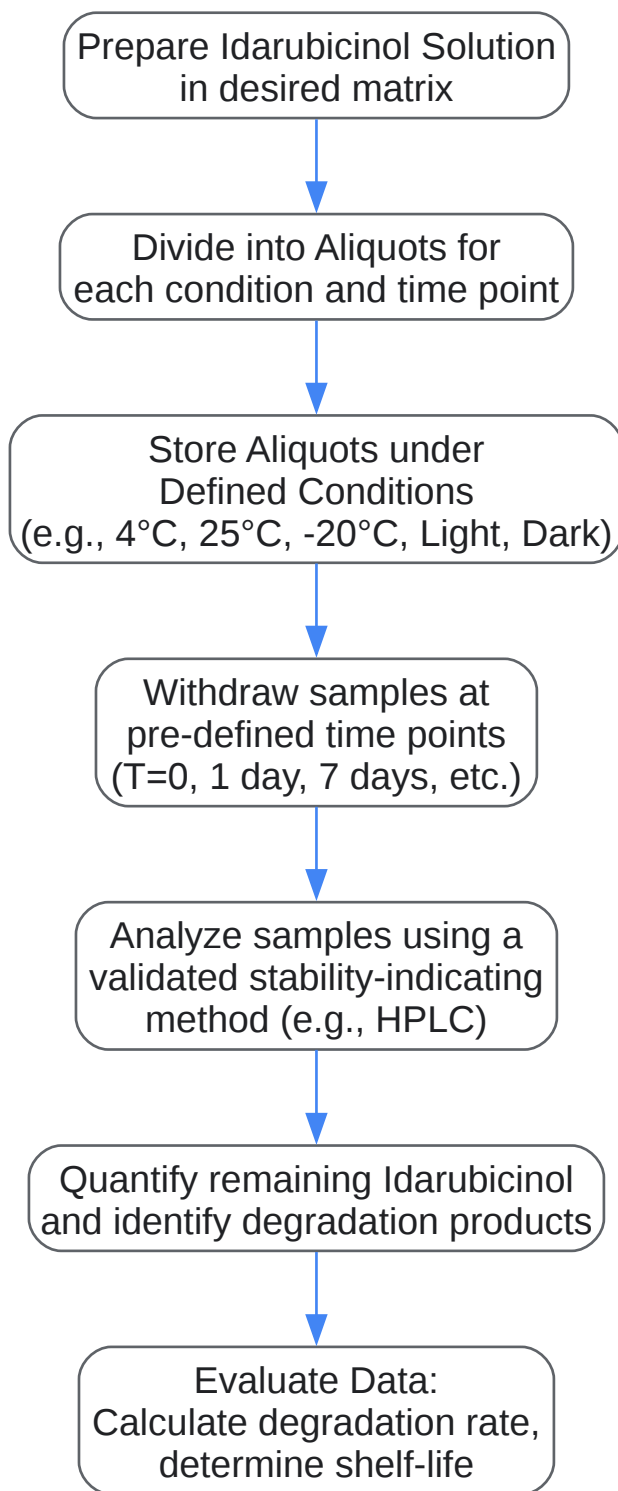 Prepare Idarubicinol Solution
in desired matrix
Divide into Aliquots for
each condition and time point
Store Aliquots under
Defined Conditions
(e.g., 4°C, 25°C, -20°C, Light, Dark)
Withdraw samples at
pre-defined time points
(T=0, 1 day, 7 days, etc.)
Analyze samples using a
validated stability-indicating
method (e.g., HPLC)
Quantify remaining Idarubicinol
and identify degradation products
Evaluate Data:
Calculate degradation rate,
determine shelf-life